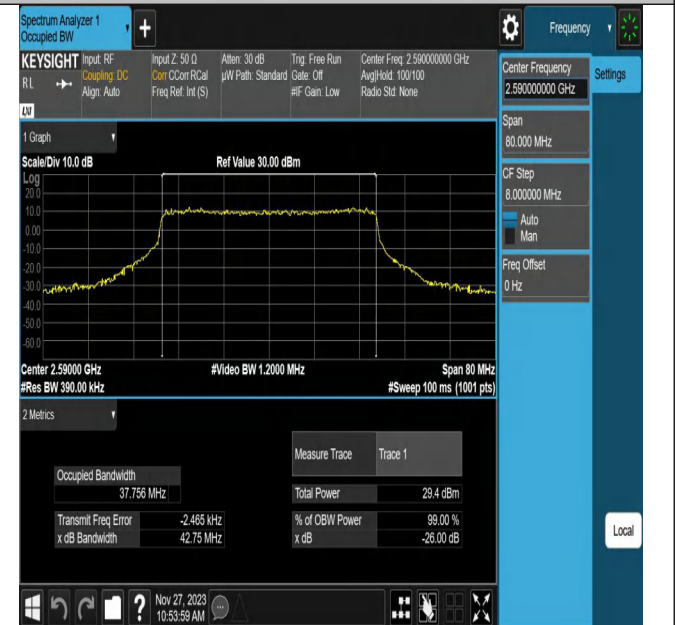 Spectrum Analyzer 1
Occupied BW
+
Frequency
KEYSIGHT
R L
LXI
Input: RF
Coupling: DC
Align: Auto
Input Z: 50 Ω
Corr CCorr RCal
Freq Ref: Int (S)
Atten: 30 dB
µW Path: Standard
Trig: Free Run
Gate: Off
#IF Gain: Low
Center Freq: 2.590000000 GHz
Avg|Hold: 100/100
Radio Std: None
Center Frequency
2.590000000 GHz
Settings
Span
80.000 MHz
CF Step
8.000000 MHz
Auto
Man
Freq Offset
0 Hz
Local
1 Graph
Scale/Div 10.0 dB
Ref Value 30.00 dBm
Log
20.0
10.0
0.00
-10.0
-20.0
-30.0
-40.0
-50.0
-60.0
Center 2.59000 GHz
#Video BW 1.2000 MHz
Span 80 MHz
#Res BW 390.00 kHz
#Sweep 100 ms (1001 pts)
2 Metrics
Measure Trace
Trace 1
Occupied Bandwidth
37.756 MHz
Total Power
29.4 dBm
Transmit Freq Error
-2.465 kHz
% of OBW Power
99.00 %
x dB Bandwidth
42.75 MHz
x dB
-26.00 dB
?
Nov 27, 2023
10:53:59 AM